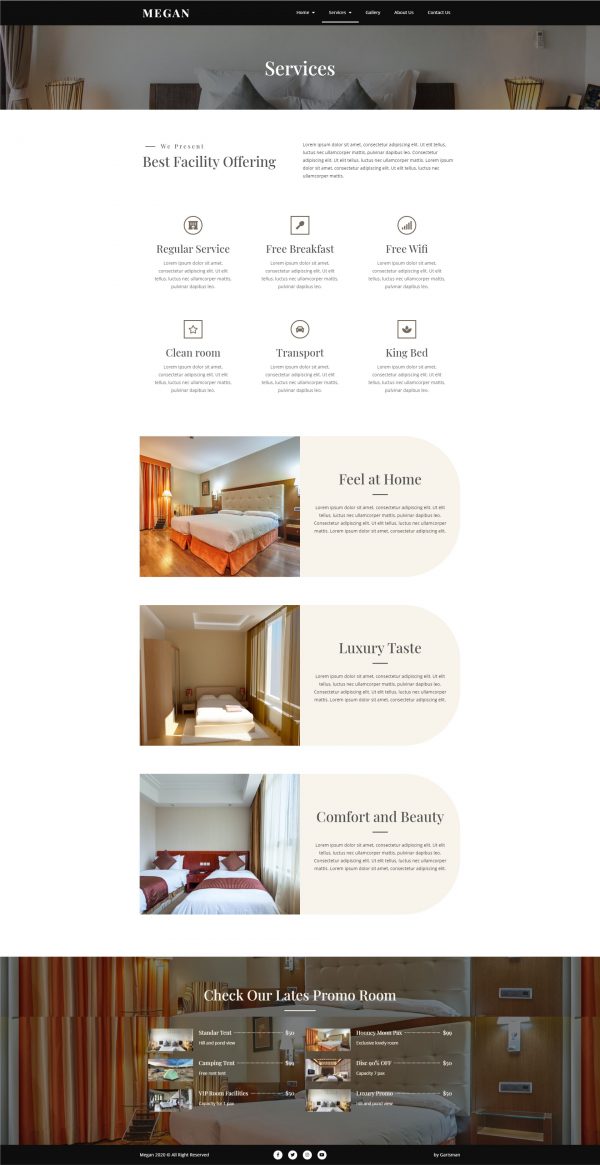 MEGAN
Home Services Gallery About Us Contact Us
Services
We Present
Best Facility Offering
Lorem ipsum dolor sit amet, consectetur adipiscing elit. Ut elit tellus,
luctus nec ullamcorper mattis, pulvinar dapibus leo. Consectetur
adipiscing elit. Ut elit tellus, luctus nec ullamcorper mattis. Lorem ipsum
dolor sit amet, consectetur adipiscing elit. Ut elit tellus, luctus nec
ullamcorper mattis.
Regular Service
Lorem ipsum dolor sit amet,
consectetur adipiscing elit. Ut elit
tellus, luctus nec ullamcorper mattis,
pulvinar dapibus leo.
Free Breakfast
Lorem ipsum dolor sit amet,
consectetur adipiscing elit. Ut elit
tellus, luctus nec ullamcorper mattis,
pulvinar dapibus leo.
Free Wifi
Lorem ipsum dolor sit amet,
consectetur adipiscing elit. Ut elit
tellus, luctus nec ullamcorper mattis,
pulvinar dapibus leo.
Clean room
Lorem ipsum dolor sit amet,
consectetur adipiscing elit. Ut elit
tellus, luctus nec ullamcorper mattis,
pulvinar dapibus leo.
Transport
Lorem ipsum dolor sit amet,
consectetur adipiscing elit. Ut elit
tellus, luctus nec ullamcorper mattis,
pulvinar dapibus leo.
King Bed
Lorem ipsum dolor sit amet,
consectetur adipiscing elit. Ut elit
tellus, luctus nec ullamcorper mattis,
pulvinar dapibus leo.
Feel at Home
Lorem ipsum dolor sit amet, consectetur adipiscing elit. Ut elit
tellus, luctus nec ullamcorper mattis, pulvinar dapibus leo.
Consectetur adipiscing elit. Ut elit tellus, luctus nec ullamcorper
mattis. Lorem ipsum dolor sit amet, consectetur adipiscing elit.
Luxury Taste
Lorem ipsum dolor sit amet, consectetur adipiscing elit. Ut elit
tellus, luctus nec ullamcorper mattis, pulvinar dapibus leo.
Consectetur adipiscing elit. Ut elit tellus, luctus nec ullamcorper
mattis. Lorem ipsum dolor sit amet, consectetur adipiscing elit.
Comfort and Beauty
Lorem ipsum dolor sit amet, consectetur adipiscing elit. Ut elit
tellus, luctus nec ullamcorper mattis, pulvinar dapibus leo.
Consectetur adipiscing elit. Ut elit tellus, luctus nec ullamcorper
mattis. Lorem ipsum dolor sit amet, consectetur adipiscing elit.
Check Our Lates Promo Room
Standar Tent $50
Hill and pond view
Honney Moon Pax $99
Exclusive lovely room
Camping Tent $99
Free rent tent
Disc 90% OFF $50
Capacity 7 pax
VIP Room Facilities $50
Capacity for 1 pax
Luxury Promo $50
Hill and pond view
Megan 2020 © All Right Reserved
by Garisman